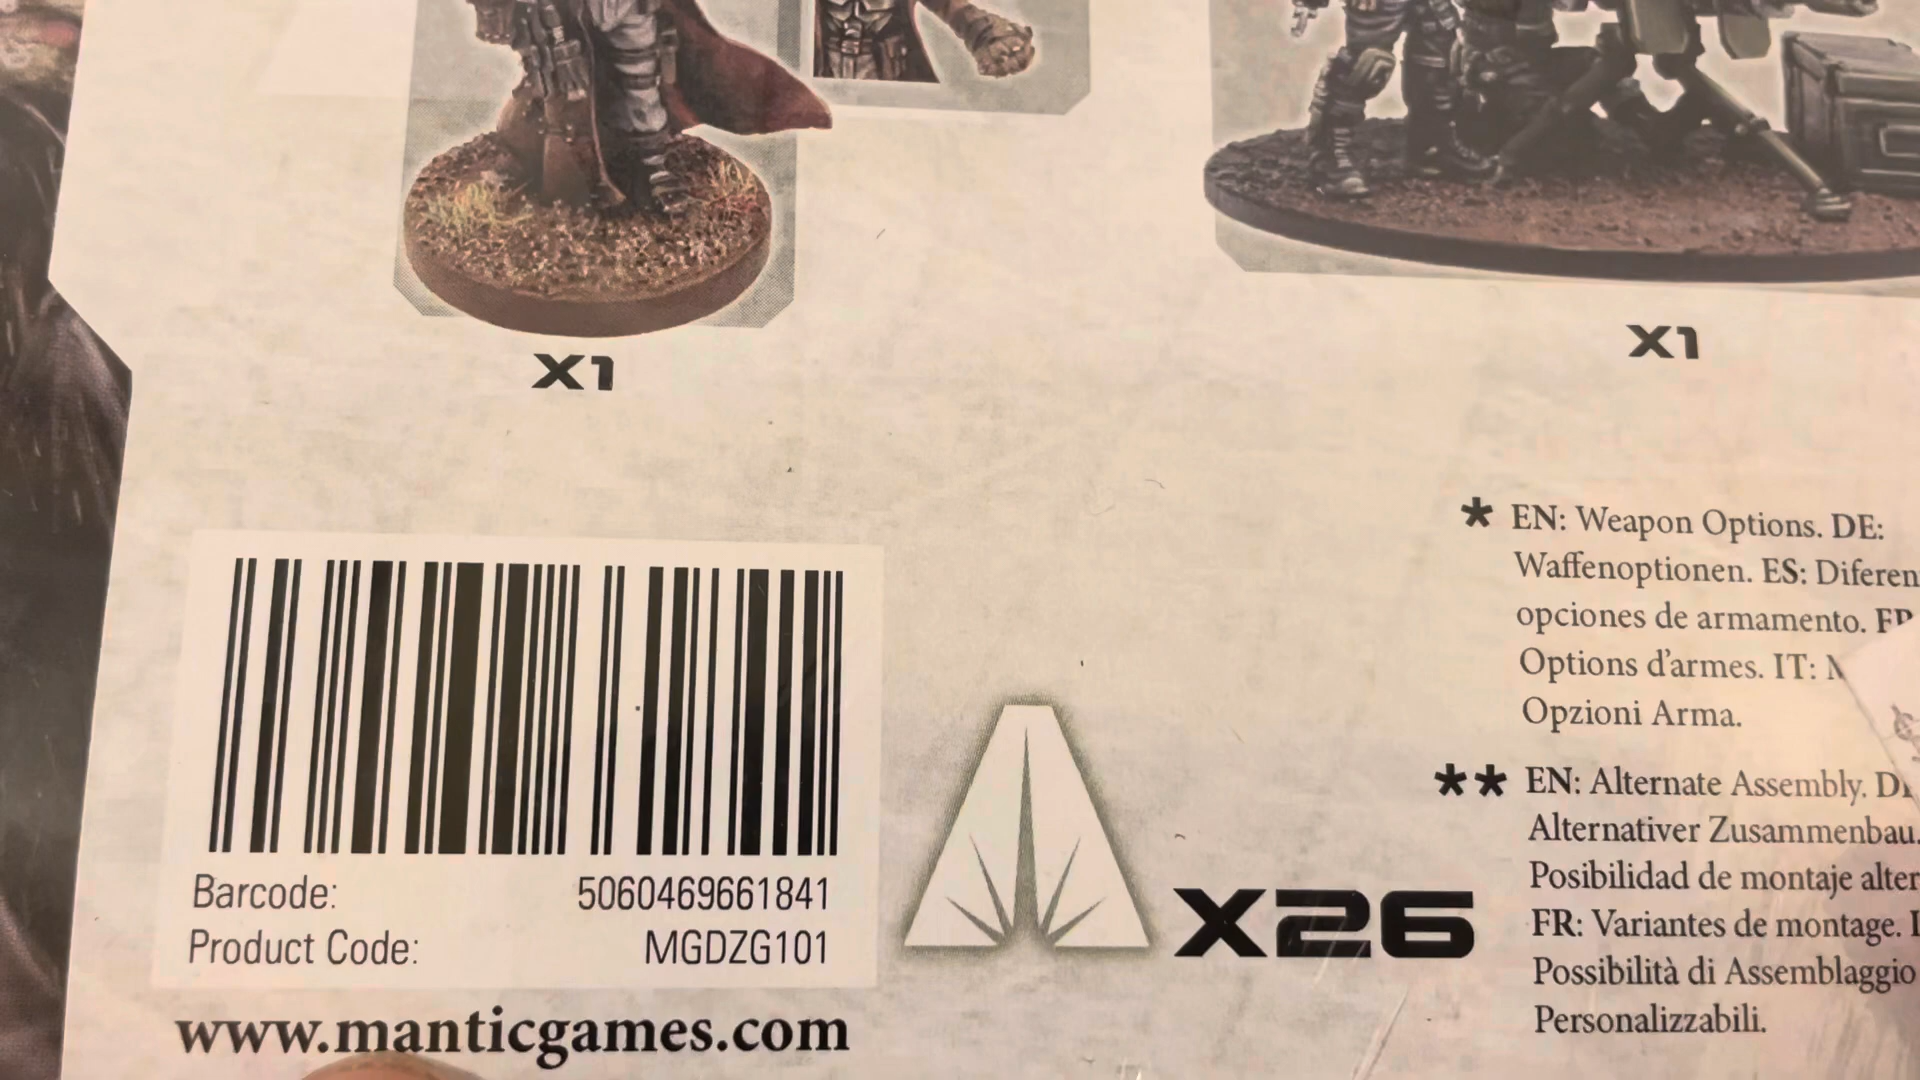 X1
X1
* EN: Weapon Options. DE:
Waffenoptionen. ES:
opciones de armamento.
Options d'armes. IT:
Opzioni Arma.
** EN: Alternate Assembly.
Alternativer Zusammenbau.
Posibilidad de montaje
FR: Variantes de montage.
Possibilità di Assemblaggio
Personalizzabili.
X26
Barcode: 5060469661841
Product Code: MGDZG101
www.manticgames.com